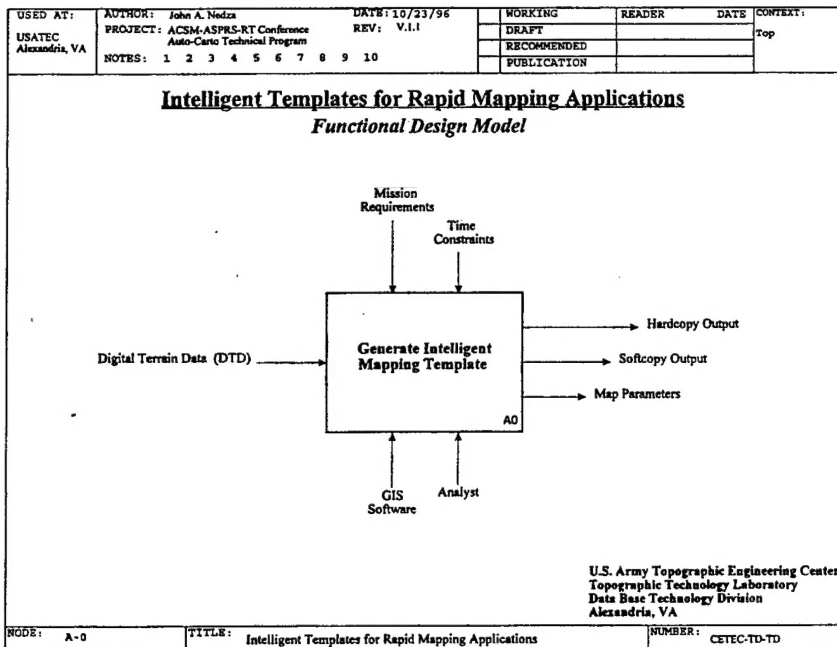 USED AT:
USATEC
Alexandria, VA
AUTHOR: John A. Nedza
DATE: 10/23/96
PROJECT: ACSM-ASPRS-RT Conference
Auto-Carto Technical Program
REV: V.1.1
NOTES: 1 2 3 4 5 6 7 8 9 10
WORKING
DRAFT
RECOMMENDED
PUBLICATION
READER DATE
CONTEXT:
Top
Intelligent Templates for Rapid Mapping Applications
Functional Design Model
Mission
Requirements
Time
Constraints
Digital Terrain Data (DTD)
Generate Intelligent
Mapping Template
A0
Hardcopy Output
Softcopy Output
Map Parameters
GIS
Software
Analyst
U.S. Army Topographic Engineering Center
Topographic Technology Laboratory
Data Base Technology Division
Alexandria, VA
NODE: A-0
TITLE: Intelligent Templates for Rapid Mapping Applications
NUMBER: CETEC-TD-TD